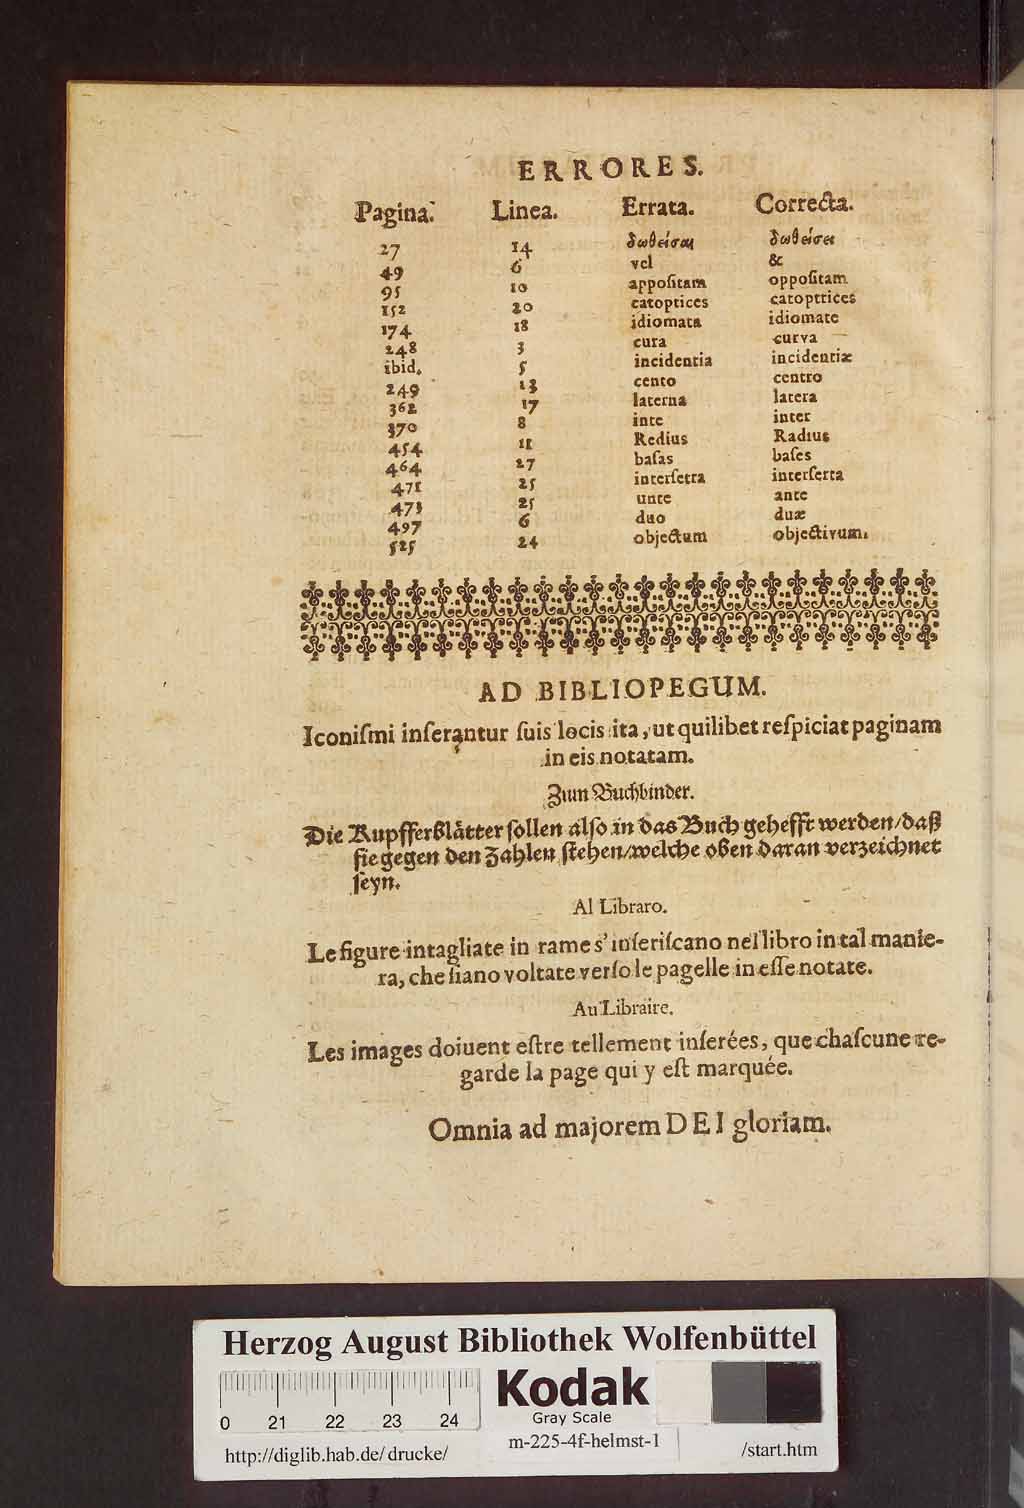 ERRORES.
Pagina. Linea. Errata. Correcta.
27 14 δωθείσαι δωθείσει
49 6 vel &
95 10 appoſitam oppoſitam
152 20 catoptices catoptrices
174 18 idiomata idiomate
248 3 cura curva
ibid. 5 incidentia incidentiæ
249 13 cento centro
362 17 laterna latera
370 8 inte inter
454 11 Redius Radius
464 27 baſas baſes
471 25 interſetra interſerta
473 25 unte ante
497 6 duo duæ
525 24 objectum objectivum.
AD BIBLIOPEGUM.
Iconiſmi inſerantur ſuis locis ita, ut quilibet reſpiciat paginam
in eis notatam.
Zum Buchbinder.
Die Kupfferblätter ſollen alſo in das Buch gehefft werden/daß
ſie gegen den Zahlen ſtehen/welche oben daran verzeichnet
ſeyn.
Al Libraro.
Le figure intagliate in rame s'inſeriſcano nel libro in tal manie-
ra, che ſiano voltate verſo le pagelle in eſſe notate.
Au Libraire.
Les images doiuent eſtre tellement inſerées, que chaſcune re-
garde la page qui y eſt marquée.
Omnia ad majorem DEI gloriam.
Herzog August Bibliothek Wolfenbüttel
0 21 22 23 24
Kodak
Gray Scale
http://diglib.hab.de/drucke/ m-225-4f-helmst-1 /start.htm